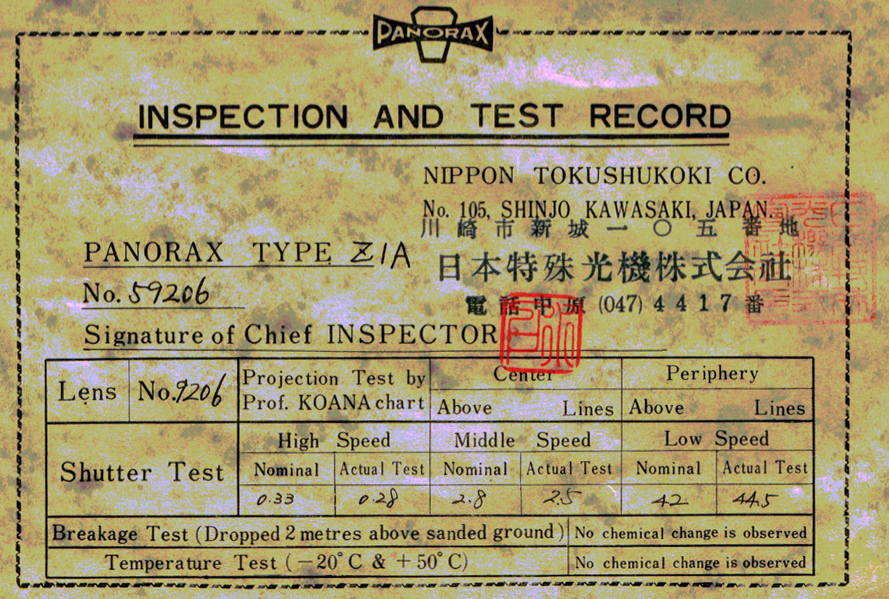 PANORAX
INSPECTION AND TEST RECORD
NIPPON TOKUSHUKOKI CO.
No. 105, SHINJO KAWASAKI, JAPAN.
川崎市新城一〇五番地
PANORAX TYPE Z1A
日本特殊光機株式会社
No. 59206
電話中原 (047) 4417番
Signature of Chief INSPECTOR
Lens No. 9206 Projection Test by Prof. KOANA chart
Center Periphery
Above Lines Above Lines
Shutter Test
High Speed Middle Speed Low Speed
Nominal Actual Test Nominal Actual Test Nominal Actual Test
0.33 0.28 2.8 2.5 42 44.5
Breakage Test (Dropped 2 metres above sanded ground) No chemical change is observed
Temperature Test (−20°C & +50°C) No chemical change is observed